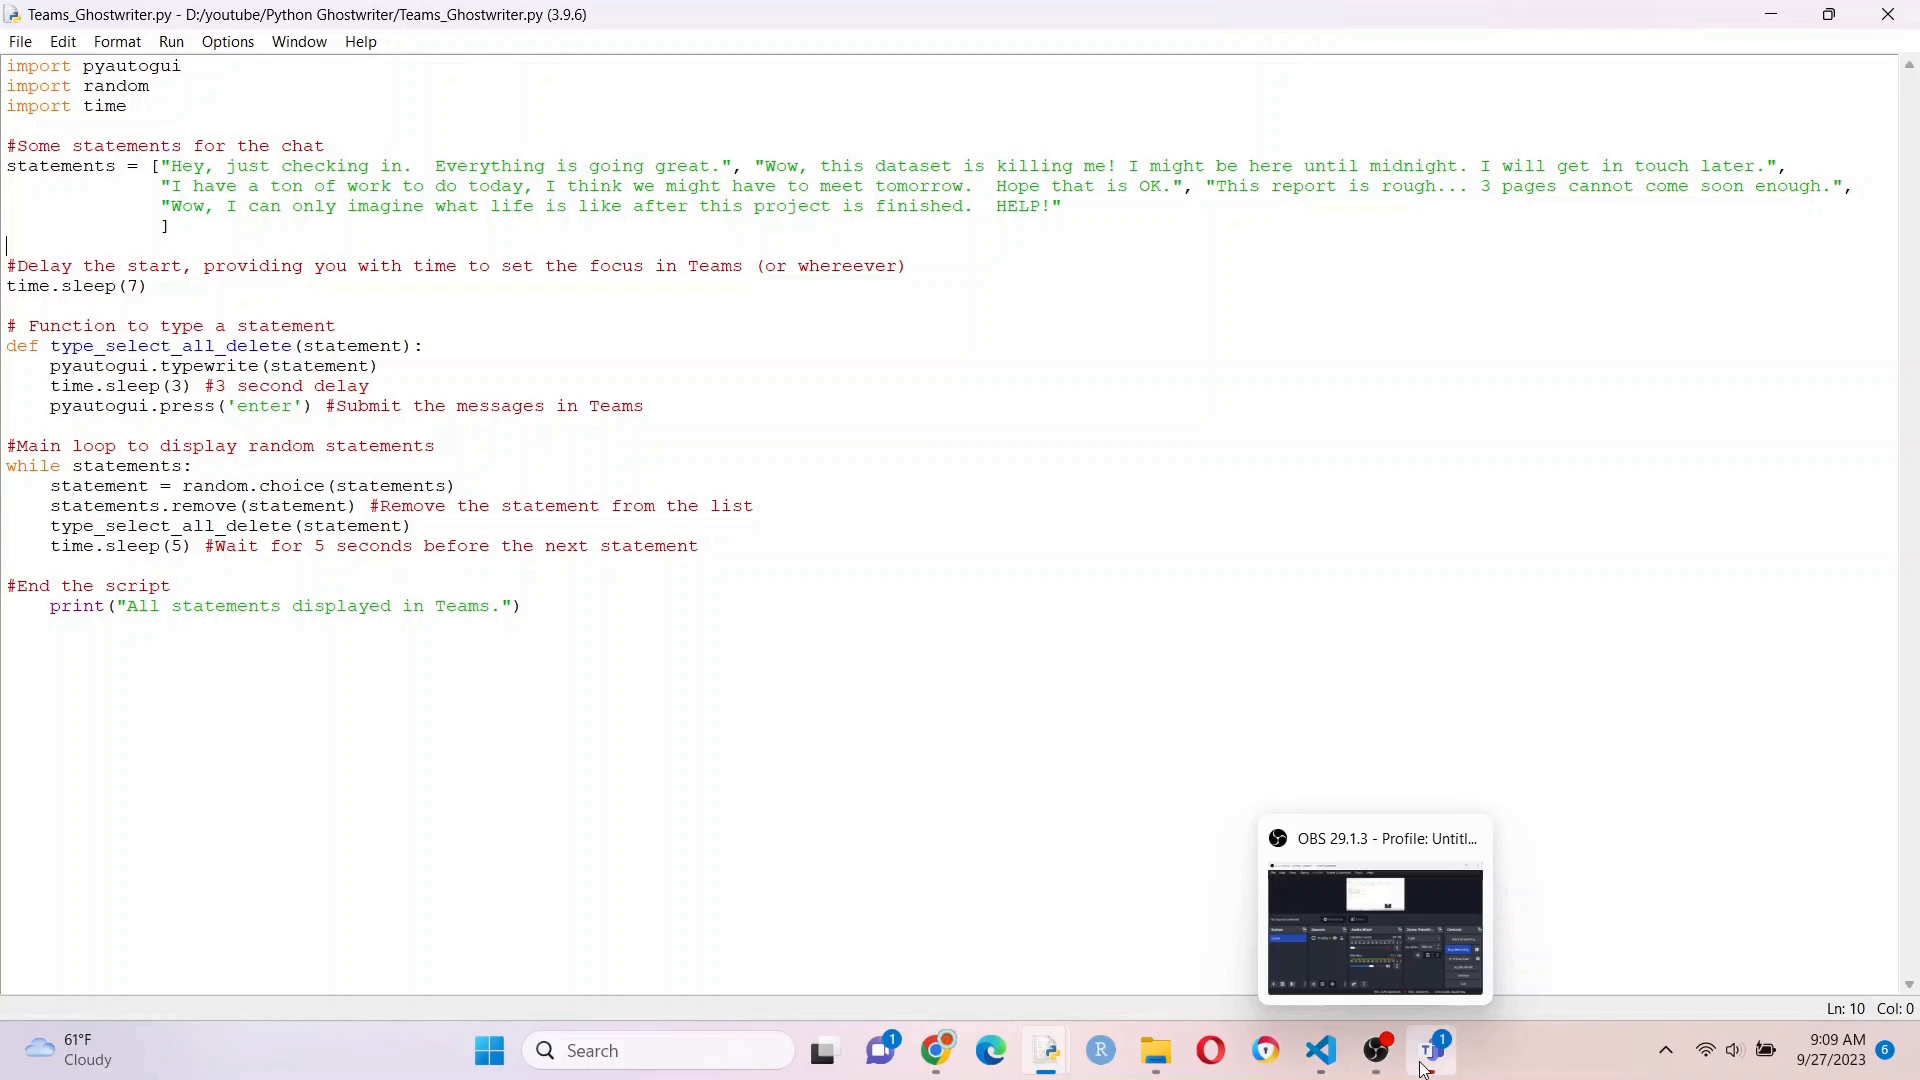 Teams_Ghostwriter.py - D:/youtube/Python Ghostwriter/Teams_Ghostwriter.py (3.9.6)
File Edit Format Run Options Window Help
import pyautogui
import random
import time
#Some statements for the chat
statements = ["Hey, just checking in.  Everything is going great.", "Wow, this dataset is killing me! I might be here until midnight. I will get in touch later.",
"I have a ton of work to do today, I think we might have to meet tomorrow.  Hope that is OK.", "This report is rough... 3 pages cannot come soon enough.",
"Wow, I can only imagine what life is like after this project is finished.  HELP!"
]
#Delay the start, providing you with time to set the focus in Teams (or whereever)
time.sleep(7)
# Function to type a statement
def type_select_all_delete(statement):
    pyautogui.typewrite(statement)
    time.sleep(3) #3 second delay
    pyautogui.press('enter') #Submit the messages in Teams
#Main loop to display random statements
while statements:
    statement = random.choice(statements)
    statements.remove(statement) #Remove the statement from the list
    type_select_all_delete(statement)
    time.sleep(5) #Wait for 5 seconds before the next statement
#End the script
    print("All statements displayed in Teams.")
OBS 29.1.3 - Profile: Untitl...
Ln: 10 Col: 0
61°F
Cloudy
Search
1
R
T
1
9:09 AM
9/27/2023
6